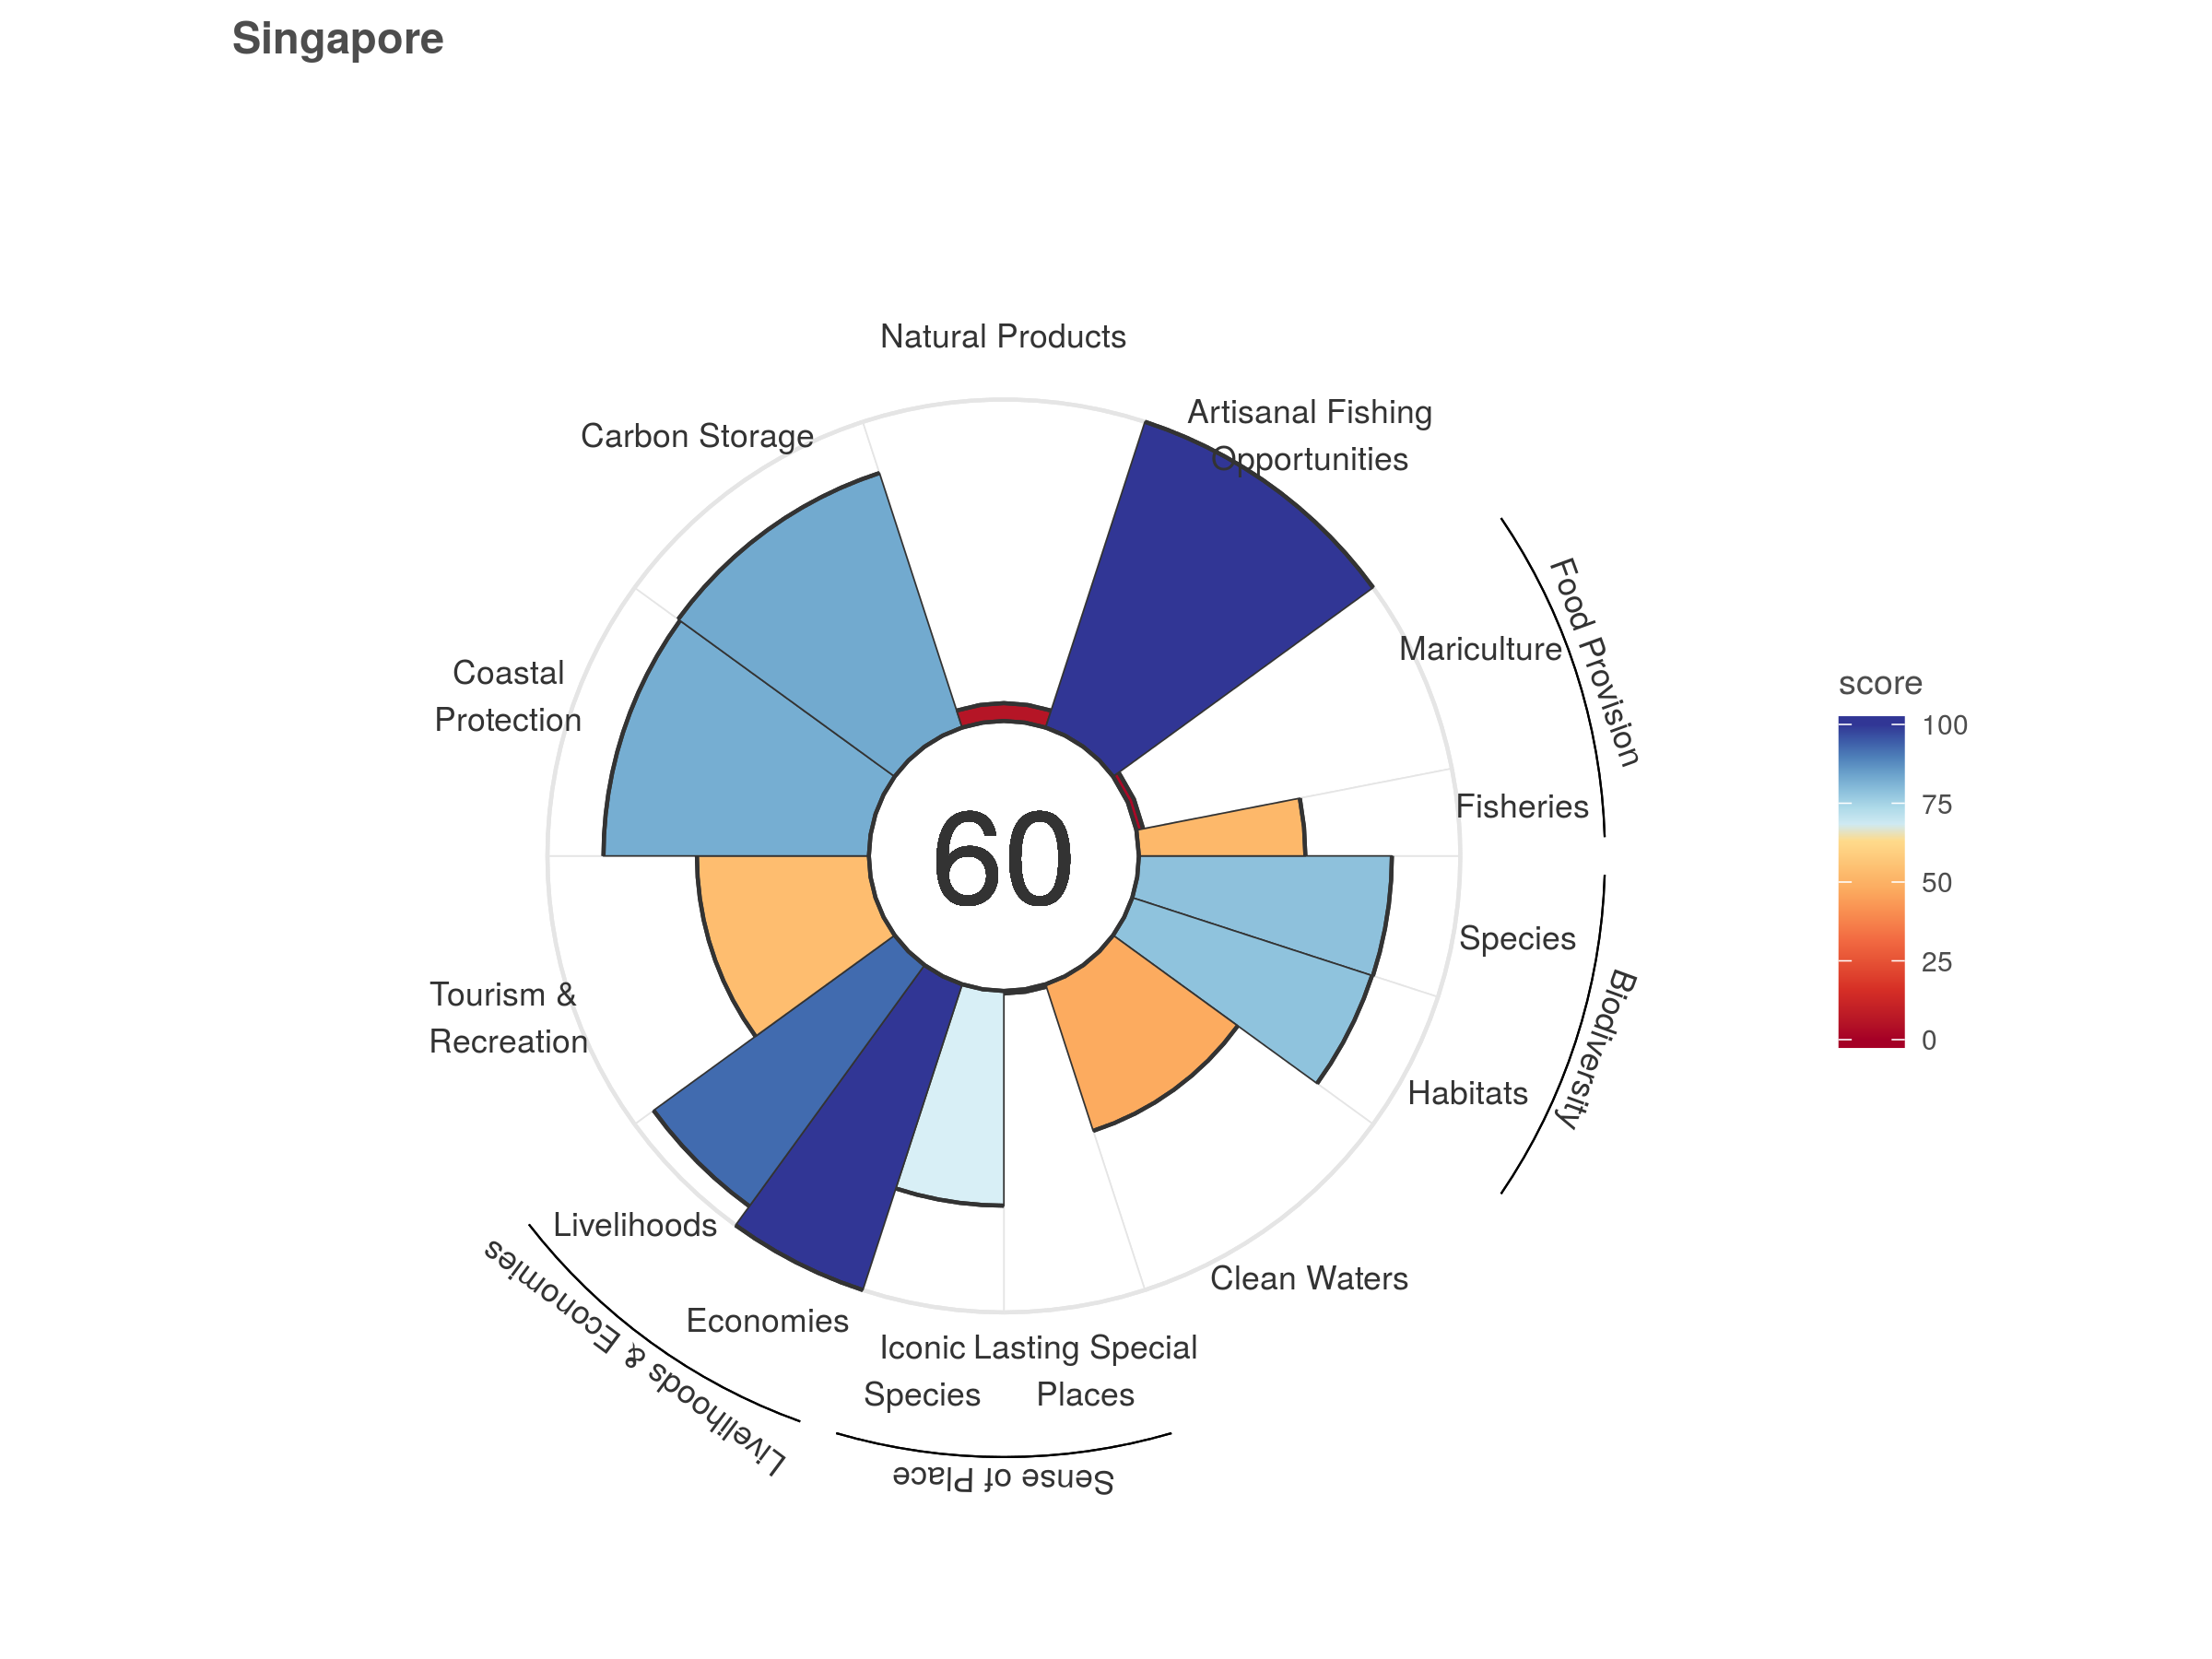 Singapore
Natural Products
Artisanal Fishing
Opportunities
Carbon Storage
Mariculture
Food Provision
Coastal
Protection
Fisheries
60
Species
Biodiversity
Habitats
Tourism &
Recreation
Livelihoods
Livelihoods & Economies
Economies
Clean Waters
Iconic
Species
Lasting Special
Places
Sense of Place
score
100
75
50
25
0